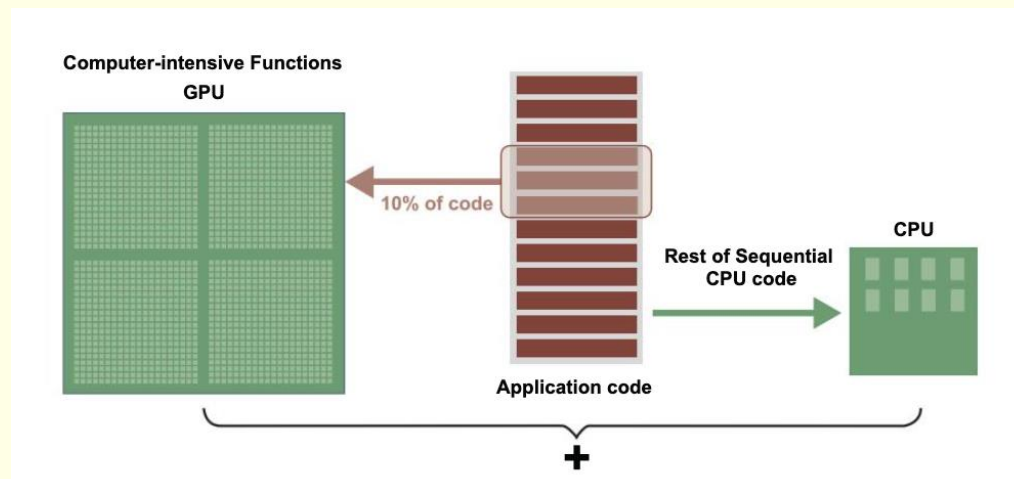 Computer-intensive Functions
GPU
10% of code
Application code
Rest of Sequential
CPU code
CPU
+